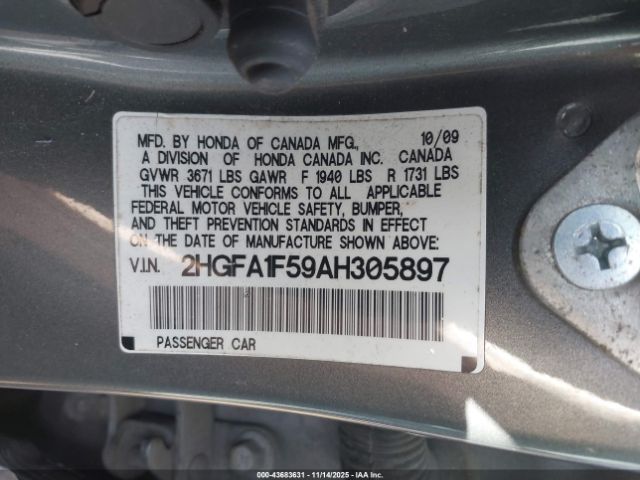 MFD. BY HONDA OF CANADA MFG., 10/09
A DIVISION OF HONDA CANADA INC. CANADA
GVWR 3671 LBS GAWR F 1940 LBS R 1731 LBS
THIS VEHICLE CONFORMS TO ALL APPLICABLE
FEDERAL MOTOR VEHICLE SAFETY, BUMPER,
AND THEFT PREVENTION STANDARDS IN EFFECT
ON THE DATE OF MANUFACTURE SHOWN ABOVE:
V.I.N. 2HGFA1F59AH305897
PASSENGER CAR
000-43683631 - 11/14/2025 - IAA Corp.